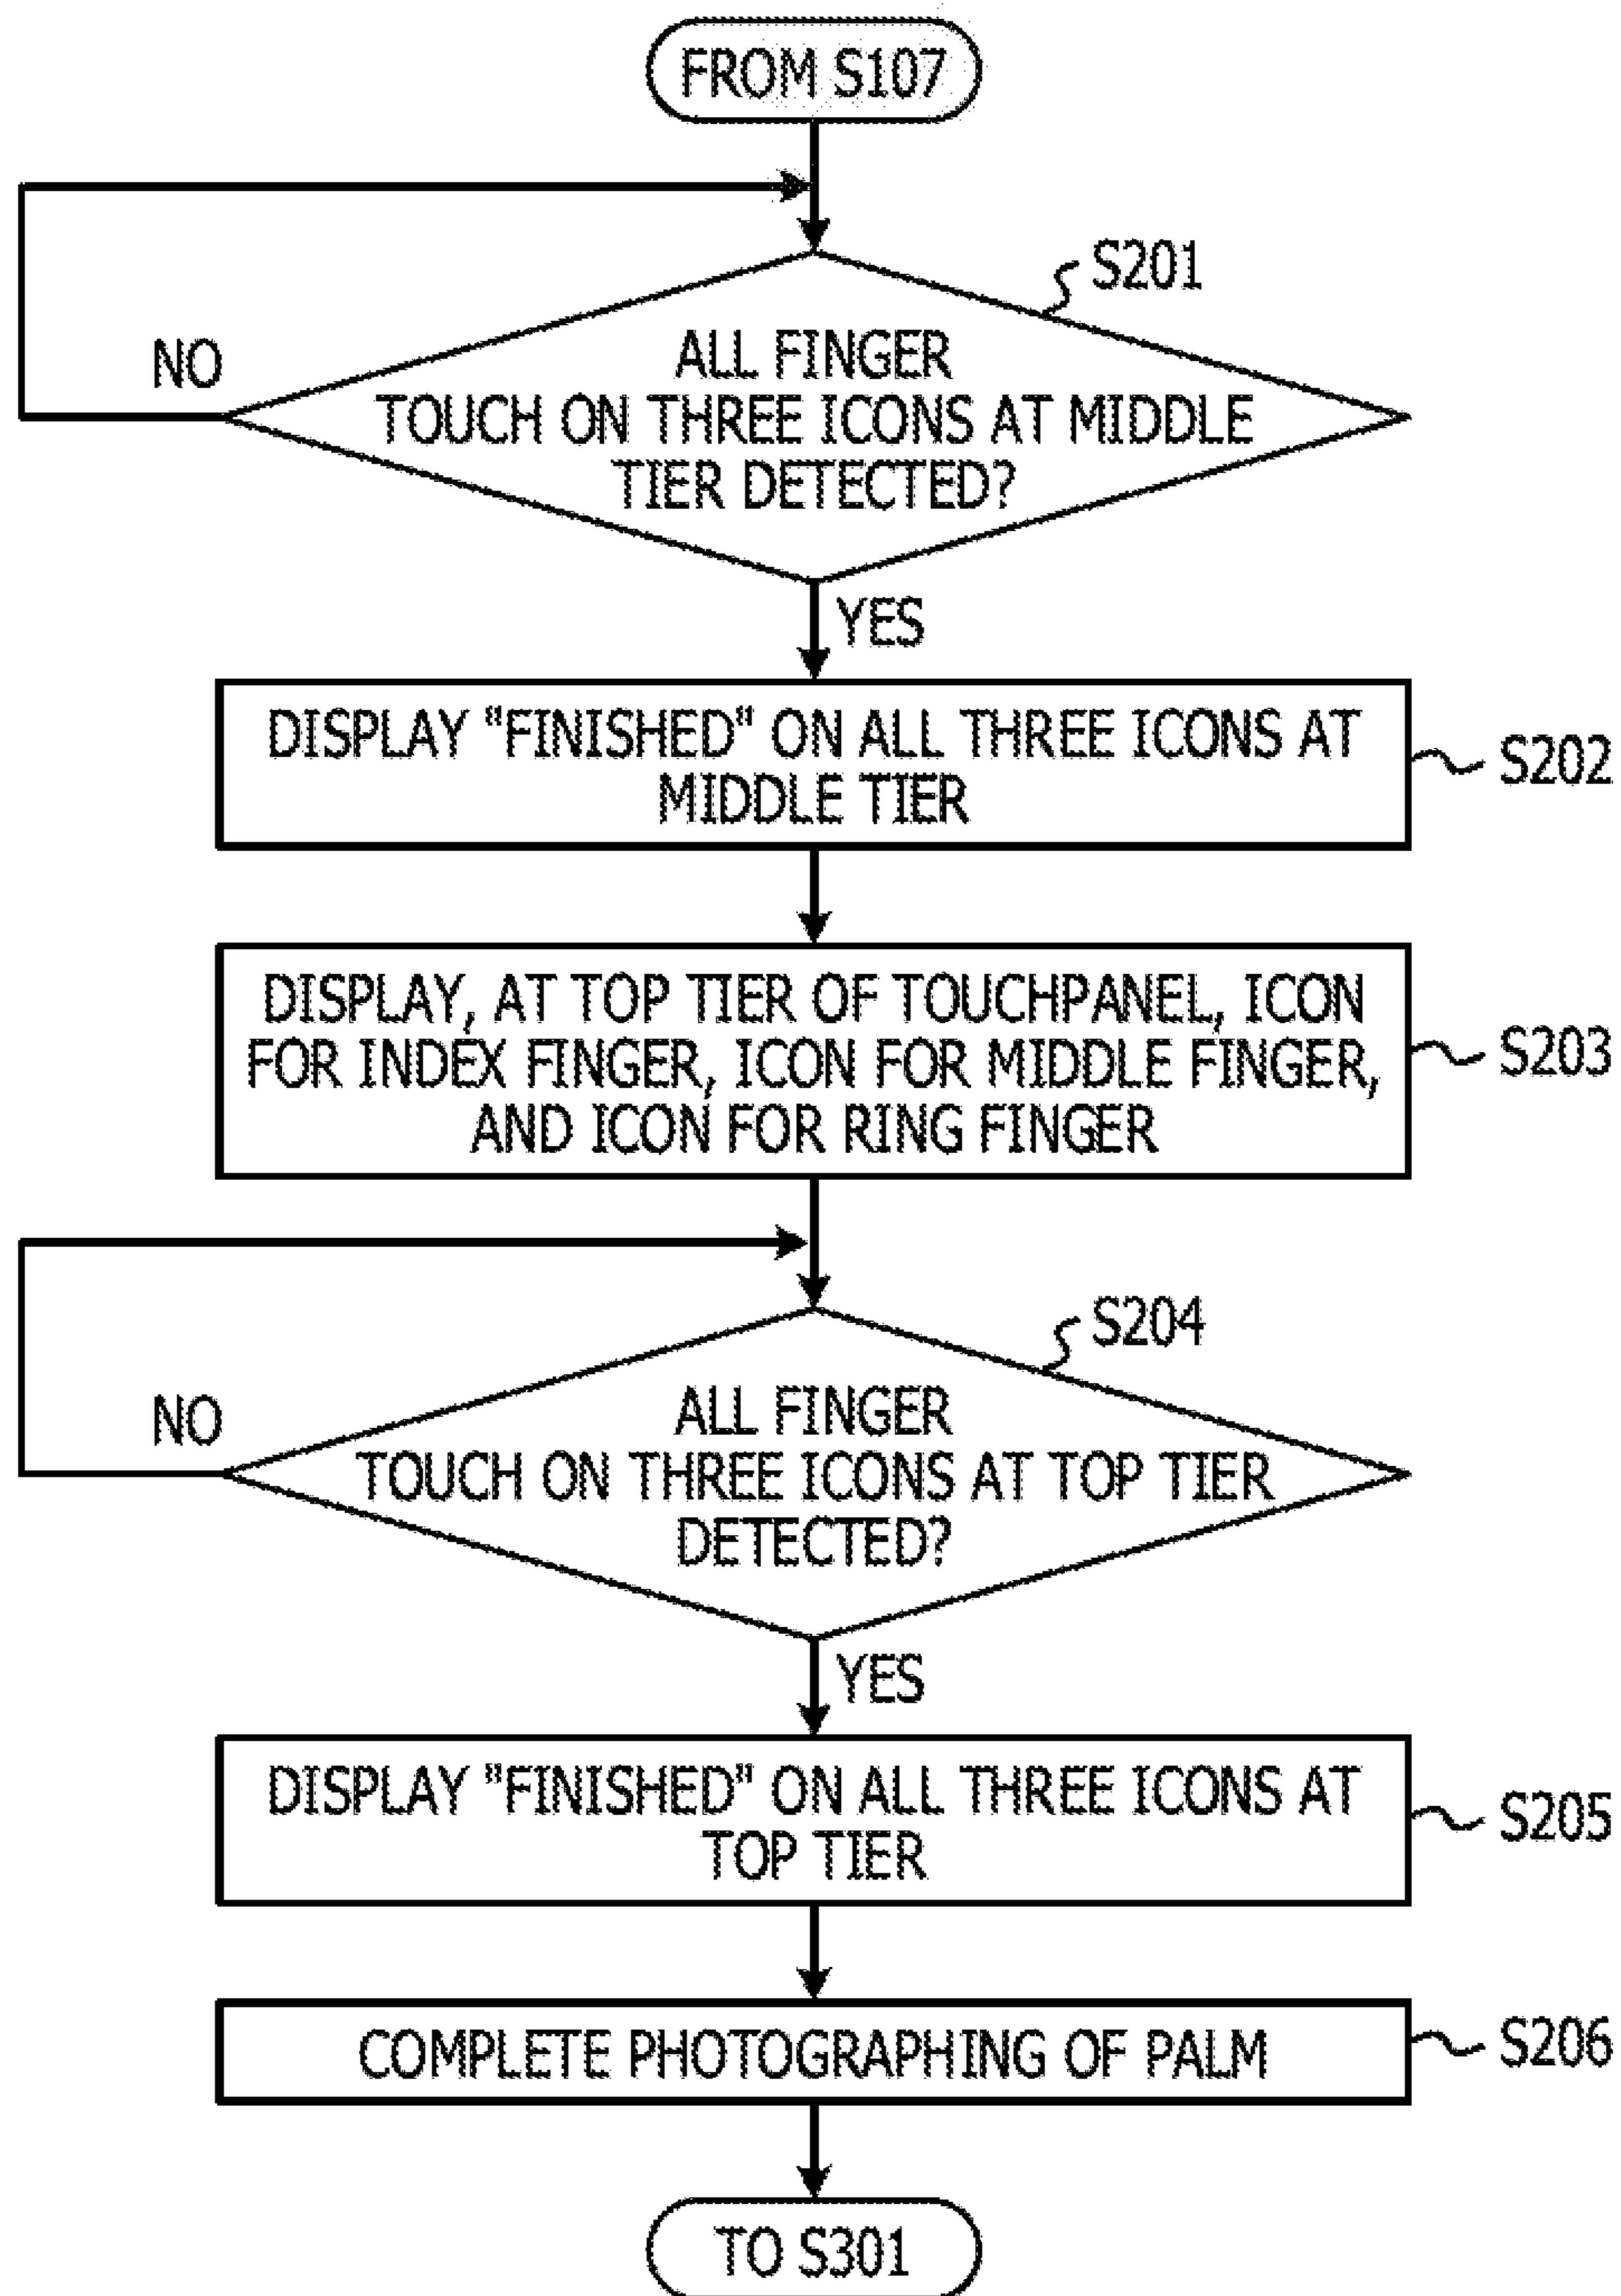 FROM S107
S201
NO
ALL FINGER
TOUCH ON THREE ICONS AT MIDDLE
TIER DETECTED?
YES
DISPLAY "FINISHED" ON ALL THREE ICONS AT
MIDDLE TIER
S202
DISPLAY, AT TOP TIER OF TOUCHPANEL, ICON
FOR INDEX FINGER, ICON FOR MIDDLE FINGER,
AND ICON FOR RING FINGER
S203
S204
NO
ALL FINGER
TOUCH ON THREE ICONS AT TOP TIER
DETECTED?
YES
DISPLAY "FINISHED" ON ALL THREE ICONS AT
TOP TIER
S205
COMPLETE PHOTOGRAPHING OF PALM
S206
TO S301